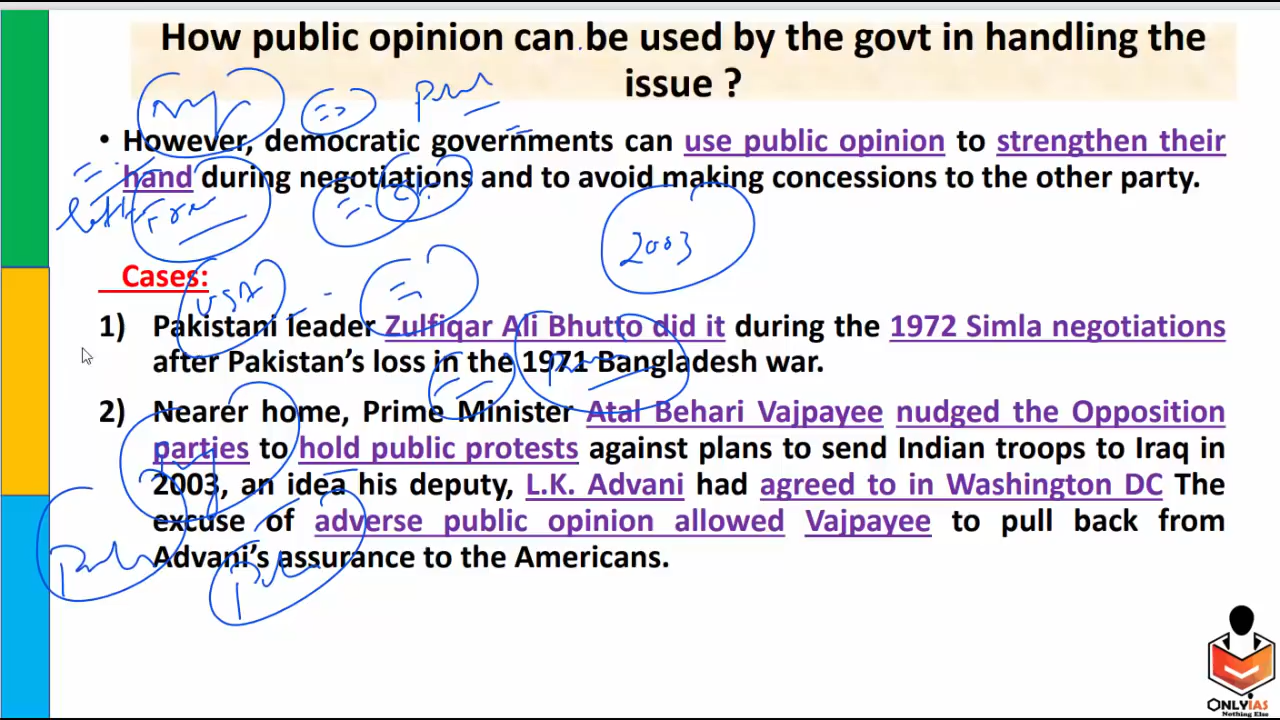 How public opinion can be used by the govt in handling the
issue ?
• However, democratic governments can use public opinion to strengthen their
hand during negotiations and to avoid making concessions to the other party.
2003
Cases:
USA
1) Pakistani leader Zulfiqar Ali Bhutto did it during the 1972 Simla negotiations
after Pakistan’s loss in the 1971 Bangladesh war.
2) Nearer home, Prime Minister Atal Behari Vajpayee nudged the Opposition
parties to hold public protests against plans to send Indian troops to Iraq in
2003, an idea his deputy, L.K. Advani had agreed to in Washington DC The
excuse of adverse public opinion allowed Vajpayee to pull back from
Advani’s assurance to the Americans.
ONLYIAS
Nothing Else